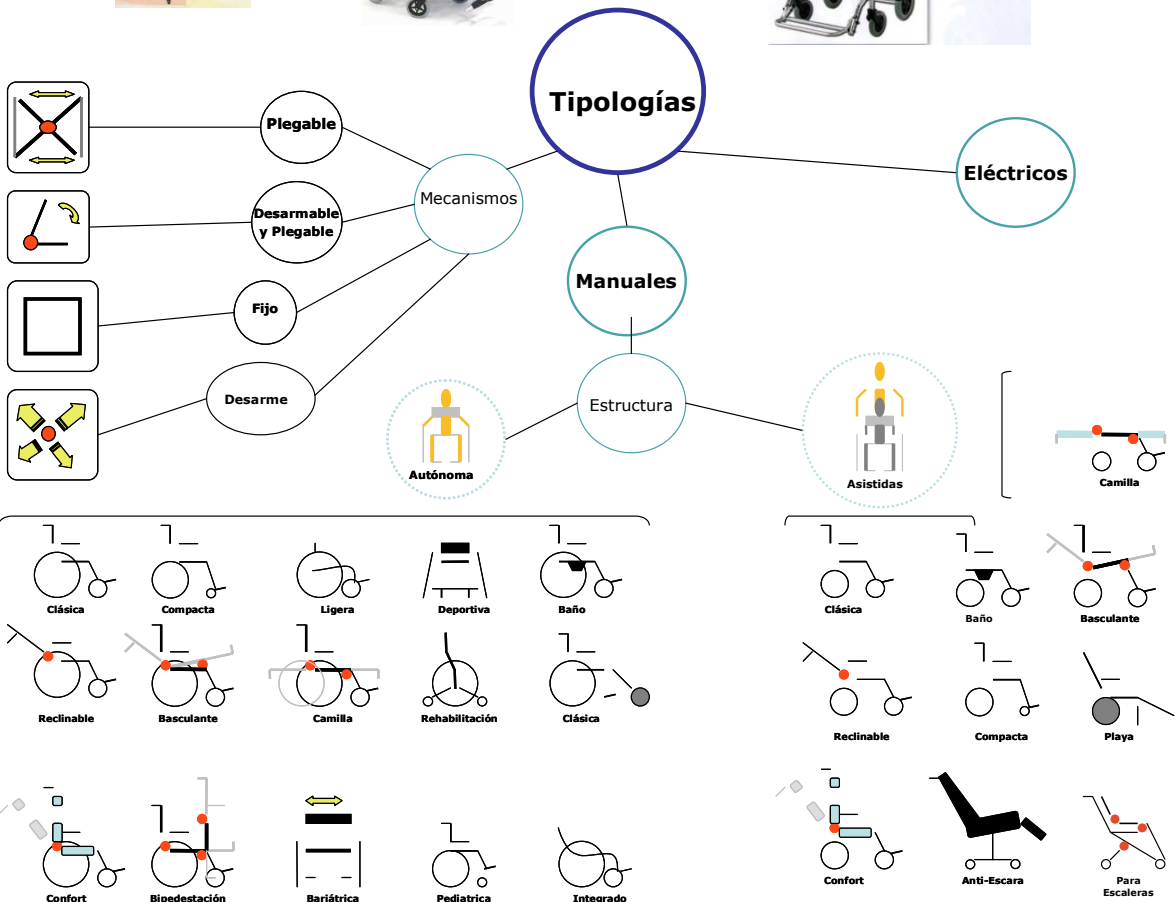 Tipologías
Eléctricos
Plegable
Mecanismos
Desarmable
y Plegable
Manuales
Fijo
Desarme
Estructura
Autónoma
Asistidas
Camilla
Clásica
Compacta
Ligera
Deportiva
Baño
Clásica
Baño
Basculante
Reclinable
Basculante
Camilla
Rehabilitación
Clásica
Reclinable
Compacta
Playa
Confort
Bipedestación
Bariátrica
Pediatrica
Integrado
Confort
Anti-Escara
Para
Escaleras